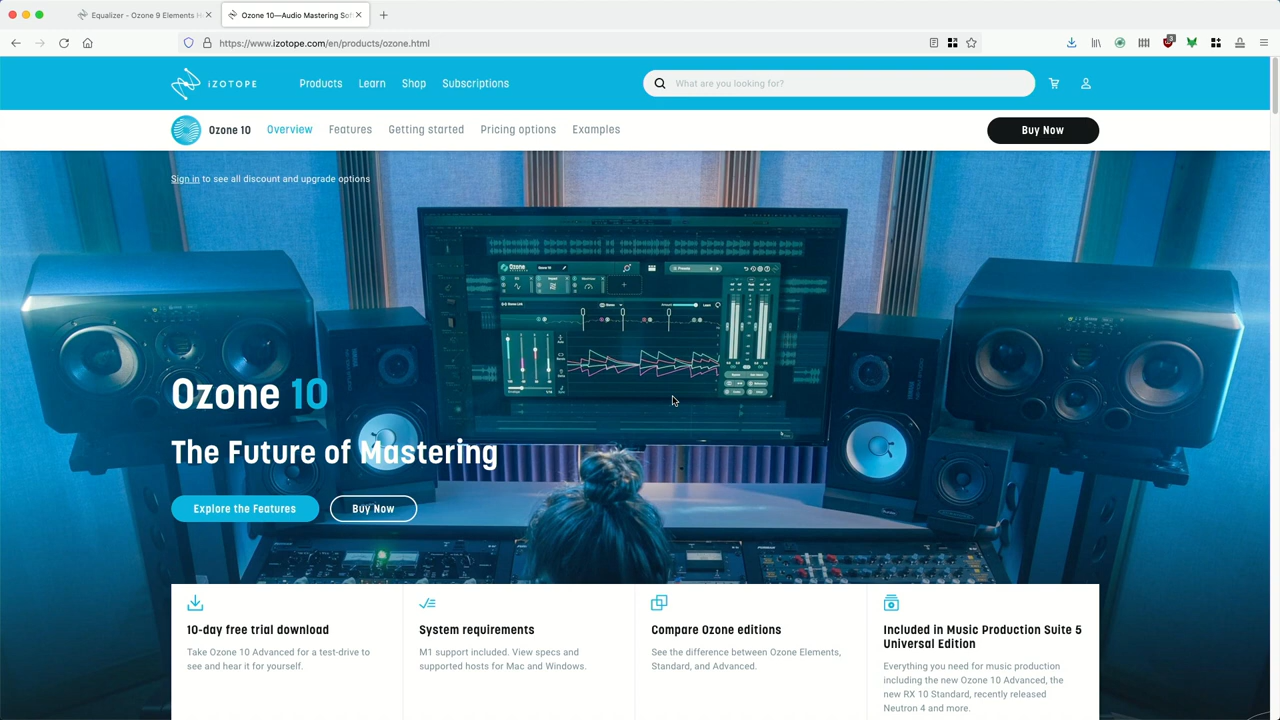 Equalizer - Ozone 9 Elements H
Ozone 10—Audio Mastering Sof
https://www.izotope.com/en/products/ozone.html
iZOTOPE
Products Learn Shop Subscriptions
What are you looking for?
Ozone 10 Overview Features Getting started Pricing options Examples Buy Now
Sign in to see all discount and upgrade options
Ozone
Ozone 10
The Future of Mastering
Explore the Features Buy Now
10-day free trial download
Take Ozone 10 Advanced for a test-drive to
see and hear it for yourself.
System requirements
M1 support included. View specs and
supported hosts for Mac and Windows.
Compare Ozone editions
See the difference between Ozone Elements,
Standard, and Advanced.
Included in Music Production Suite 5
Universal Edition
Everything you need for music production
including the new Ozone 10 Advanced, the
new RX 10 Standard, recently released
Neutron 4 and more.